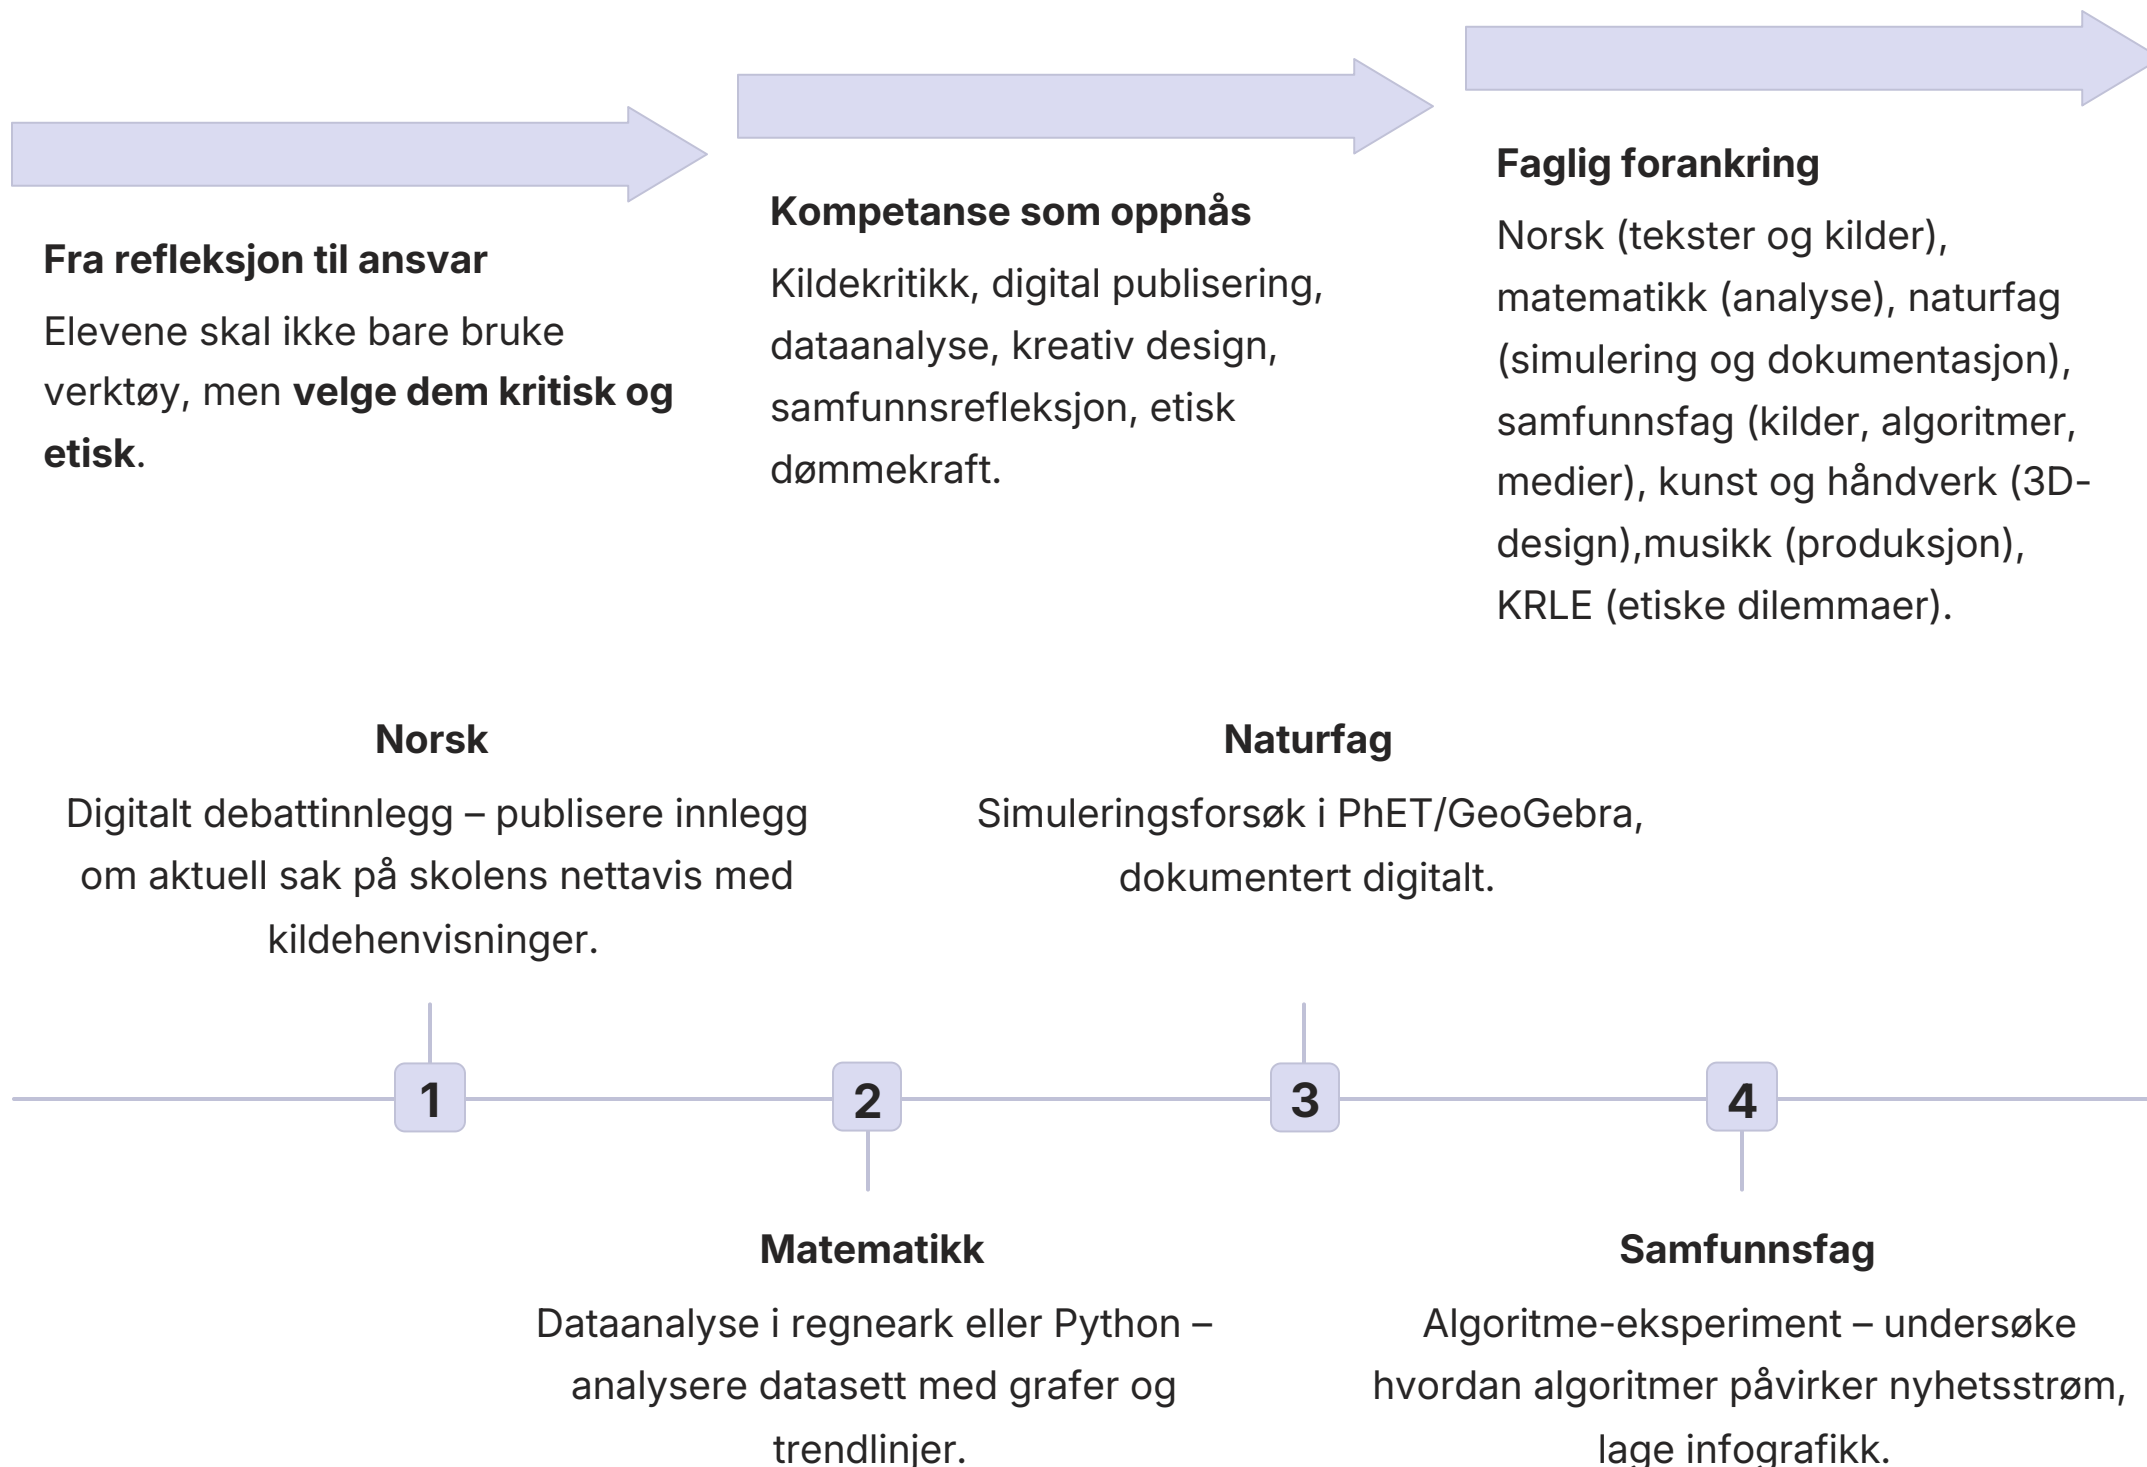 Fra refleksjon til ansvar
Elevene skal ikke bare bruke
verktøy, men velge dem kritisk og
etisk.
Kompetanse som oppnås
Kildekritikk, digital publisering,
dataanalyse, kreativ design,
samfunnsrefleksjon, etisk
dømmekraft.
Faglig forankring
Norsk (tekster og kilder),
matematikk (analyse), naturfag
(simulering og dokumentasjon),
samfunnsfag (kilder, algoritmer,
medier), kunst og håndverk (3D-
design),musikk (produksjon),
KRLE (etiske dilemmaer).
Norsk
Digitalt debattinnlegg – publisere innlegg
om aktuell sak på skolens nettavis med
kildehenvisninger.
Naturfag
Simuleringsforsøk i PhET/GeoGebra,
dokumentert digitalt.
1
2
3
4
Matematikk
Dataanalyse i regneark eller Python –
analysere datasett med grafer og
trendlinjer.
Samfunnsfag
Algoritme-eksperiment – undersøke
hvordan algoritmer påvirker nyhetsstrøm,
lage infografikk.